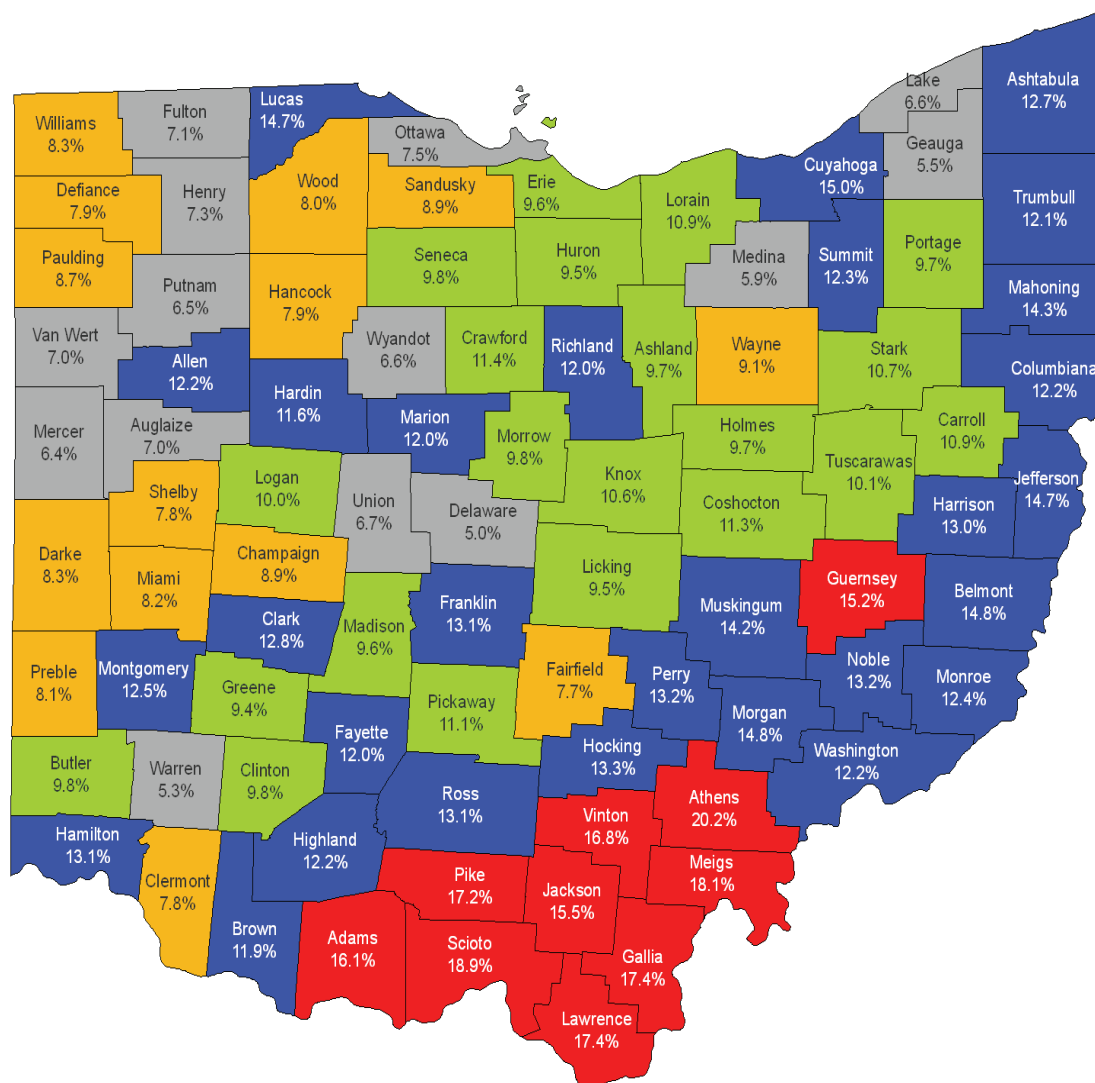 Lake
6.6%
Ashtabula
12.7%
Lucas
14.7%
Fulton
7.1%
Williams
8.3%
Ottawa
7.5%
Geauga
5.5%
Cuyahoga
15.0%
Wood
8.0%
Sandusky
8.9%
Erie
9.6%
Defiance
7.9%
Henry
7.3%
Lorain
10.9%
Trumbull
12.1%
Paulding
8.7%
Seneca
9.8%
Huron
9.5%
Medina
5.9%
Summit
12.3%
Portage
9.7%
Putnam
6.5%
Hancock
7.9%
Mahoning
14.3%
Van Wert
7.0%
Allen
12.2%
Wyandot
6.6%
Crawford
11.4%
Richland
12.0%
Ashland
9.7%
Wayne
9.1%
Stark
10.7%
Columbiana
12.2%
Hardin
11.6%
Mercer
6.4%
Auglaize
7.0%
Marion
12.0%
Morrow
9.8%
Holmes
9.7%
Carroll
10.9%
Logan
10.0%
Knox
10.6%
Tuscarawas
10.1%
Jefferson
14.7%
Shelby
7.8%
Union
6.7%
Delaware
5.0%
Coshocton
11.3%
Harrison
13.0%
Darke
8.3%
Miami
8.2%
Champaign
8.9%
Licking
9.5%
Guernsey
15.2%
Belmont
14.8%
Clark
12.8%
Madison
9.6%
Franklin
13.1%
Muskingum
14.2%
Preble
8.1%
Montgomery
12.5%
Greene
9.4%
Pickaway
11.1%
Fairfield
7.7%
Perry
13.2%
Noble
13.2%
Monroe
12.4%
Fayette
12.0%
Morgan
14.8%
Washington
12.2%
Butler
9.8%
Warren
5.3%
Clinton
9.8%
Hocking
13.3%
Ross
13.1%
Athens
20.2%
Vinton
16.8%
Hamilton
13.1%
Highland
12.2%
Clermont
7.8%
Pike
17.2%
Jackson
15.5%
Meigs
18.1%
Brown
11.9%
Adams
16.1%
Scioto
18.9%
Gallia
17.4%
Lawrence
17.4%